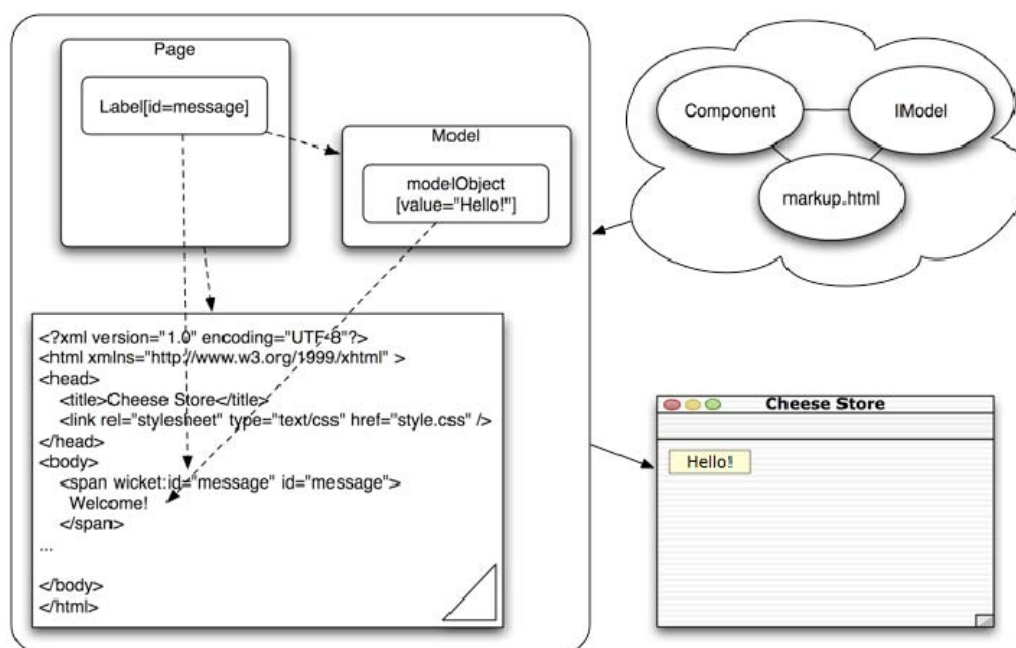 Page
Label[id=message]
Model
modelObject
[value="Hello!"]
Component
IModel
markup.html
<?xml version="1.0" encoding="UTF-8"?>
<html xmlns="http://www.w3.org/1999/xhtml" >
<head>
<title>Cheese Store</title>
<link rel="stylesheet" type="text/css" href="style.css" />
</head>
<body>
<span wicket:id="message" id="message">
Welcome!
</span>
...
</body>
</html>
Cheese Store
Hello!